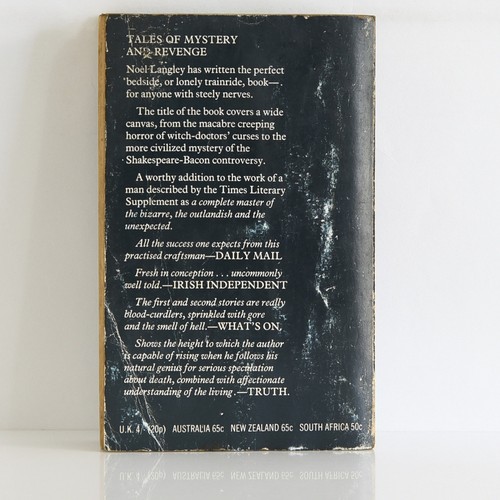 TALES OF MYSTERY
AND REVENGE
Noël Langley has written the perfect
bedside, or lonely trainride, book—
for anyone with steely nerves.
The title of the book covers a wide
canvas, from the macabre creeping
horror of witch-doctors' curses to the
more civilized mystery of the
Shakespeare-Bacon controversy.
A worthy addition to the work of a
man described by the Times Literary
Supplement as a complete master of
the bizarre, the outlandish and the
unexpected.
All the success one expects from this
practised craftsman—DAILY MAIL
Fresh in conception . . . uncommonly
well told.—IRISH INDEPENDENT
The first and second stories are really
blood-curdlers, sprinkled with gore
and the smell of hell.—WHAT'S ON,
Shows the height to which the author
is capable of rising when he follows his
natural genius for serious speculation
about death, combined with affectionate
understanding of the living.—TRUTH.
U.K. 4/- (20p) AUSTRALIA 65c NEW ZEALAND 65c SOUTH AFRICA 50c